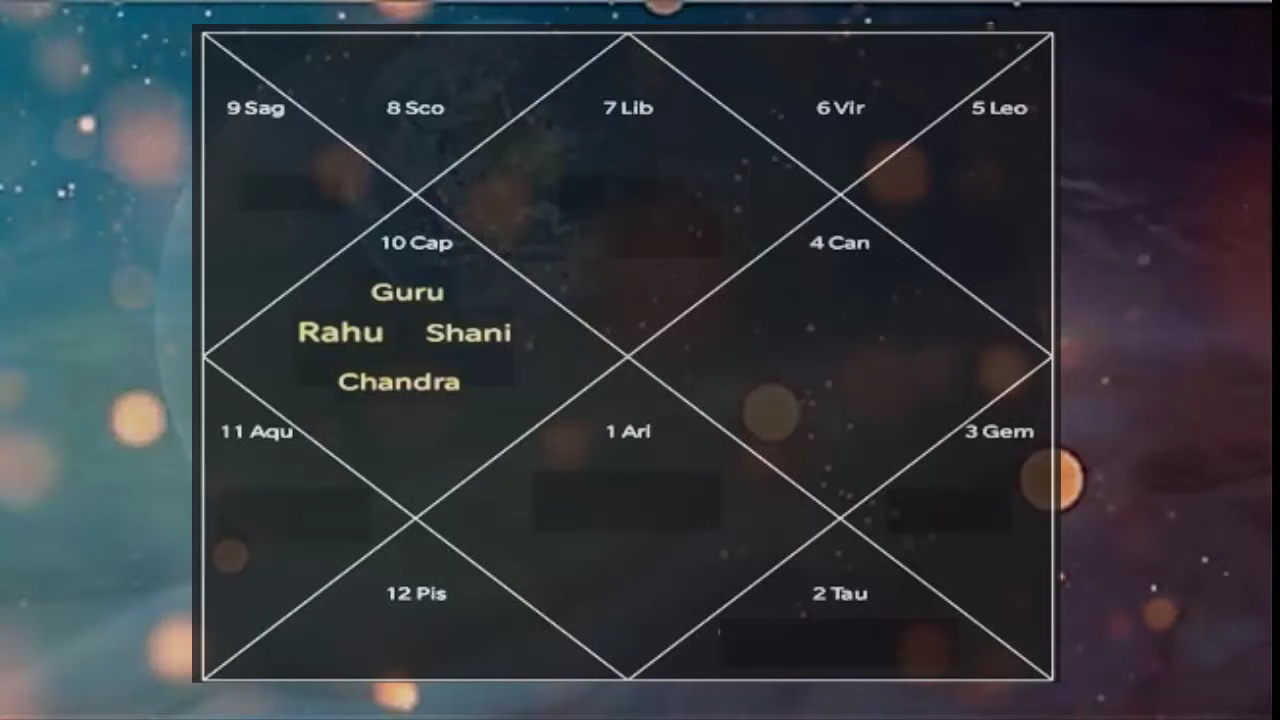 9 Sag 8 Sco 7 Lib 6 Vir 5 Leo
10 Cap 4 Can
Guru
Rahu Shani
Chandra
11 Aqu 1 Ari 3 Gem
12 Pis 2 Tau